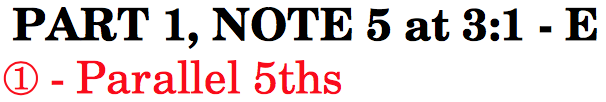 PART 1, NOTE 5 at 3:1 - E
① - Parallel 5ths